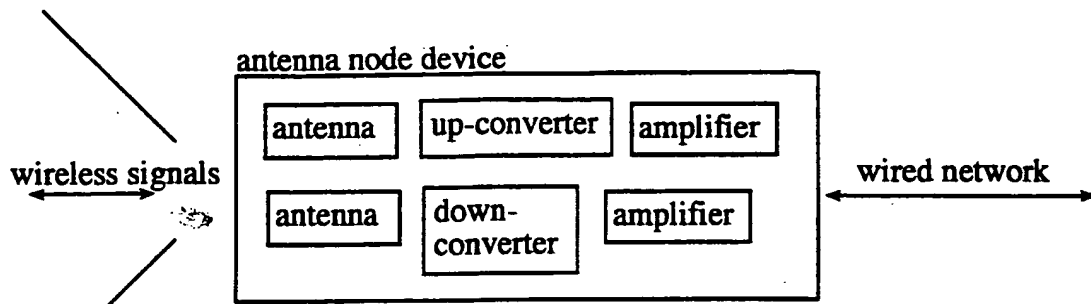 antenna node device
antenna
up-converter
amplifier
wireless signals
wired network
antenna
down-
converter
amplifier